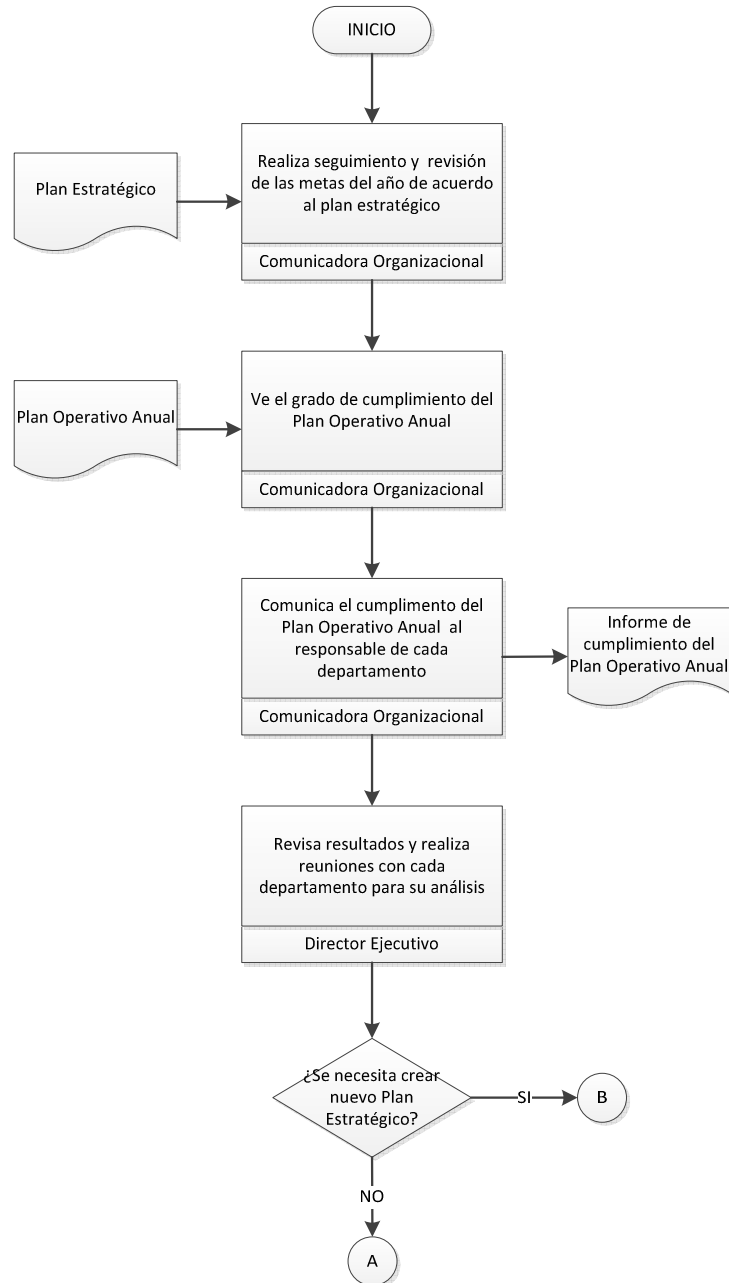 INICIO
Plan Estratégico
Realiza seguimiento y revisión
de las metas del año de acuerdo
al plan estratégico
Comunicadora Organizacional
Plan Operativo Anual
Ve el grado de cumplimiento del
Plan Operativo Anual
Comunicadora Organizacional
Comunica el cumplimento del
Plan Operativo Anual al
responsable de cada
departamento
Comunicadora Organizacional
Informe de
cumplimiento del
Plan Operativo Anual
Revisa resultados y realiza
reuniones con cada
departamento para su análisis
Director Ejecutivo
¿Se necesita crear
nuevo Plan
Estratégico?
SI
B
NO
A